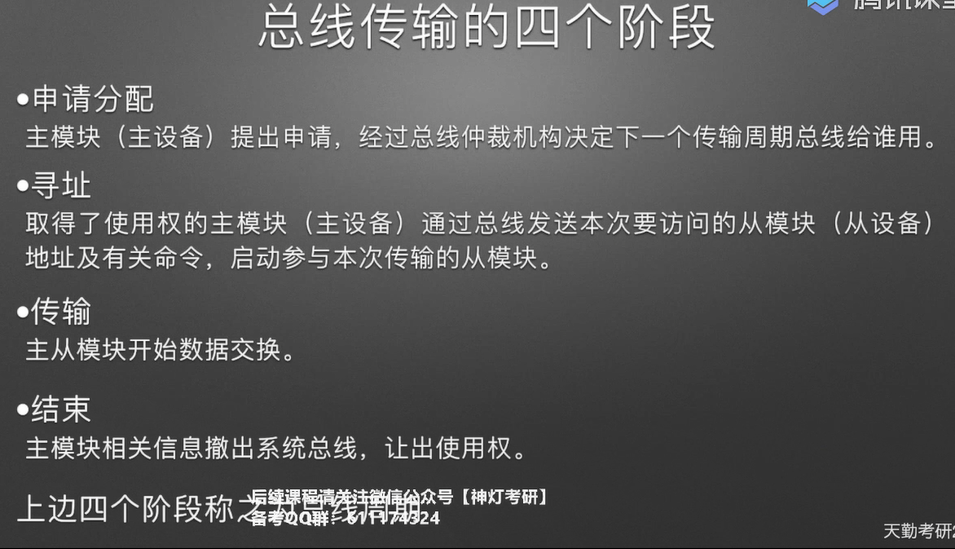 腾讯课堂
总线传输的四个阶段
•申请分配
主模块（主设备）提出申请，经过总线仲裁机构决定下一个传输周期总线给谁用。
•寻址
取得了使用权的主模块（主设备）通过总线发送本次要访问的从模块（从设备）
地址及有关命令，启动参与本次传输的从模块。
•传输
主从模块开始数据交换。
•结束
主模块相关信息撤出系统总线，让出使用权。
上边四个阶段称之为总线周期
后续课程请关注微信公众号【神灯考研】
备考QQ群：611174324
天勤考研